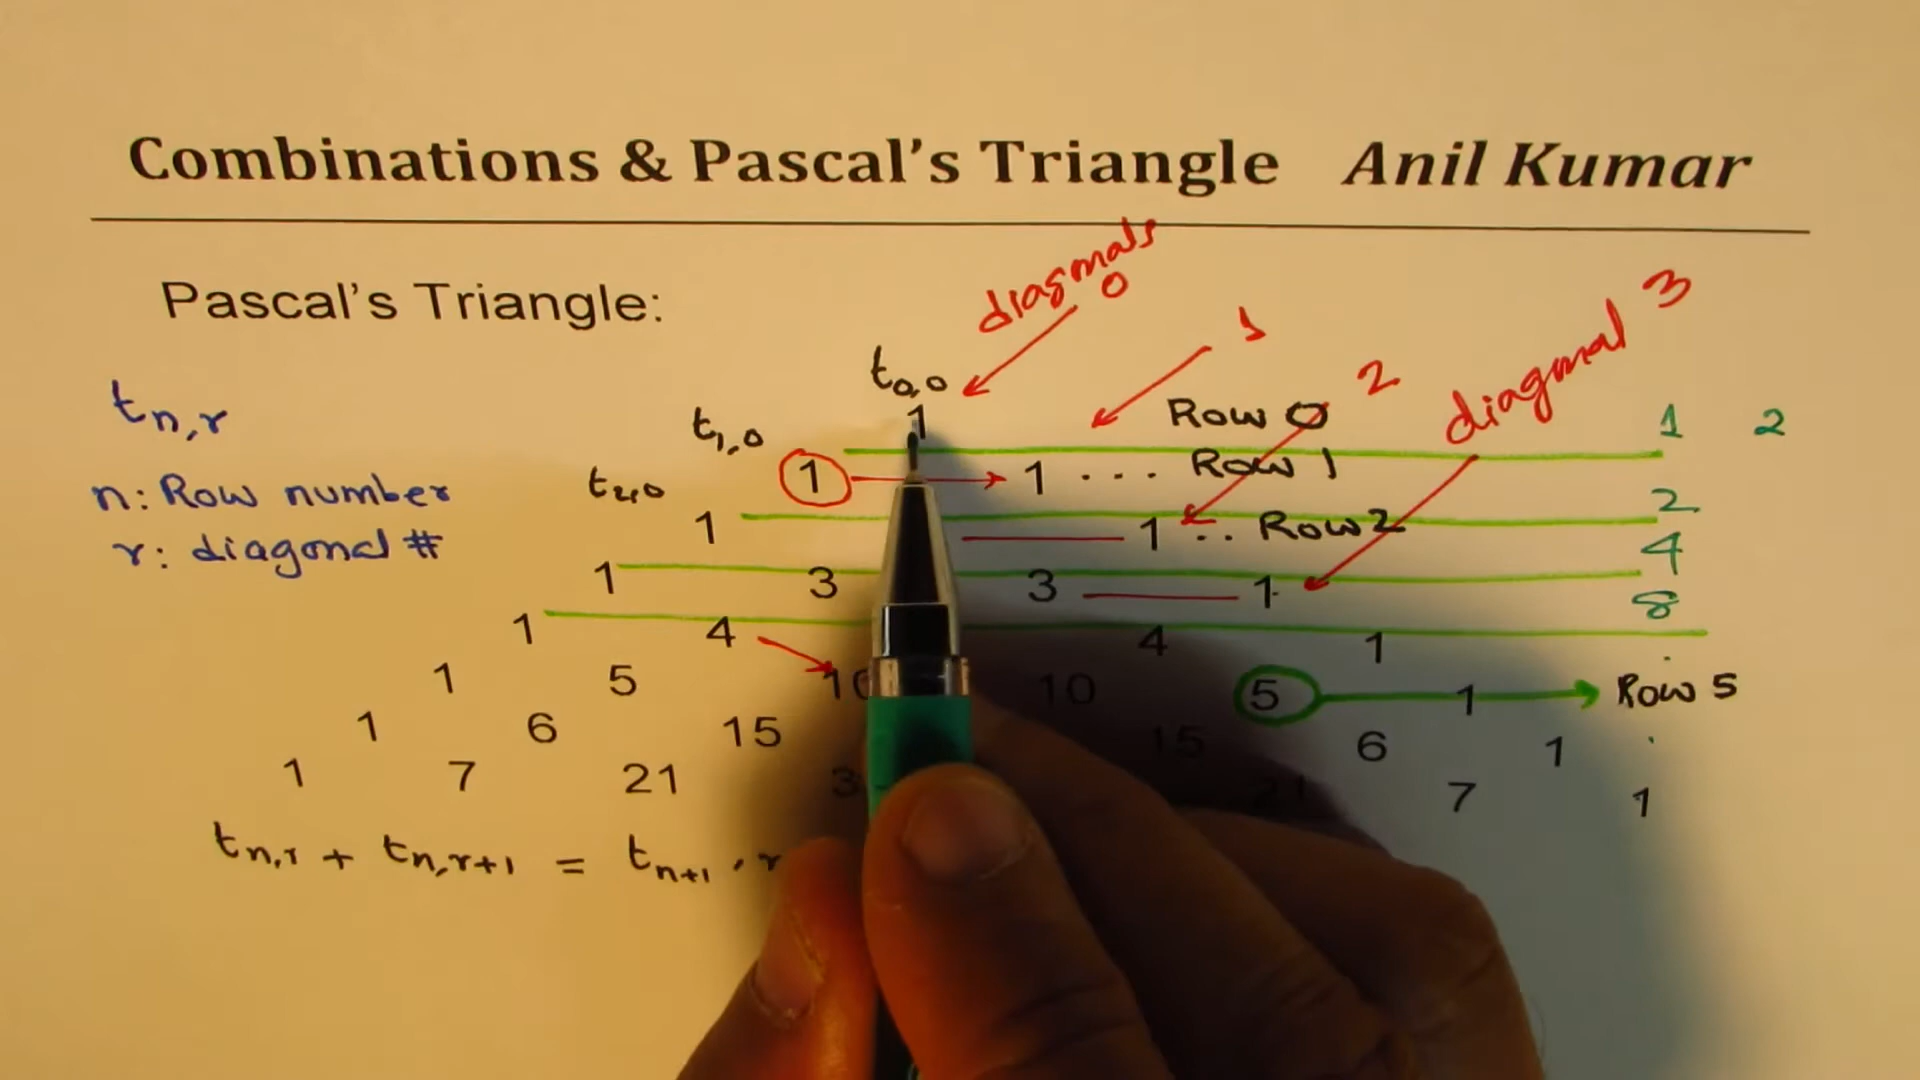 Combinations & Pascal's Triangle Anil Kumar
diagonals
0
1
2
diagonal 3
Pascal's Triangle:
t0,0
tn,r
t1,0
1 Row 0 1 2
n: Row number
t2,0
1 1 ... Row 1 2
r: diagonal #
1 1 .. Row 2 4
1 3 3 1 8
1 4 4 1
1 5 10 10 5 1 Row 5
1 6 15 15 6 1
1 7 21 21 7 1
tn,r + tn,r+1 = tn+1, r